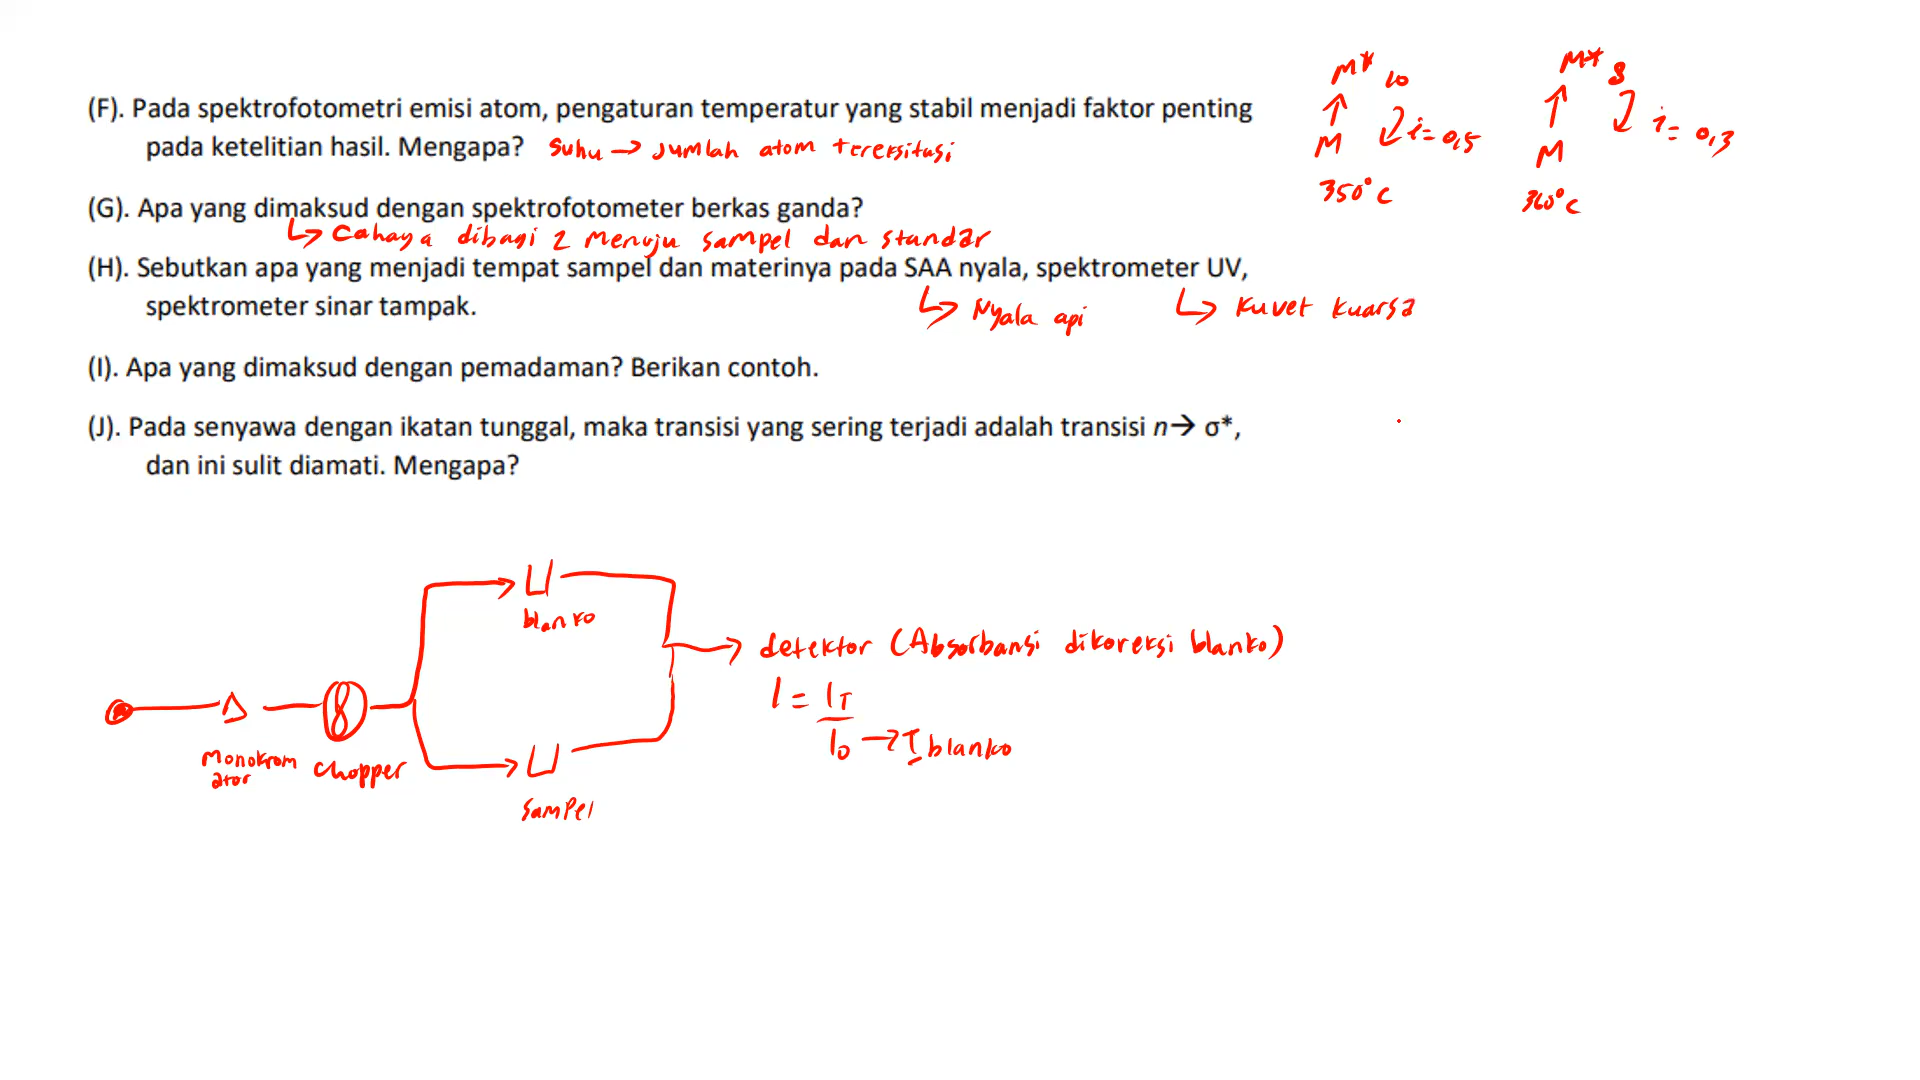 M* 10
M* 8
(F). Pada spektrofotometri emisi atom, pengaturan temperatur yang stabil menjadi faktor penting
i= 0,5
i= 0,3
pada ketelitian hasil. Mengapa? Suhu → jumlah atom tereksitasi
M
M
350°C
360°C
(G). Apa yang dimaksud dengan spektrofotometer berkas ganda?
↳ Cahaya dibagi 2 menuju sampel dan standar
(H). Sebutkan apa yang menjadi tempat sampel dan materinya pada SAA nyala, spektrometer UV,
spektrometer sinar tampak.
↳ Nyala api
↳ Kuvet kuarsa
(I). Apa yang dimaksud dengan pemadaman? Berikan contoh.
(J). Pada senyawa dengan ikatan tunggal, maka transisi yang sering terjadi adalah transisi n→ σ*,
dan ini sulit diamati. Mengapa?
blanko
detektor (Absorbansi dikoreksi blanko)
I = IT
I0 → I blanko
Monokrom
ator
Chopper
Sampel